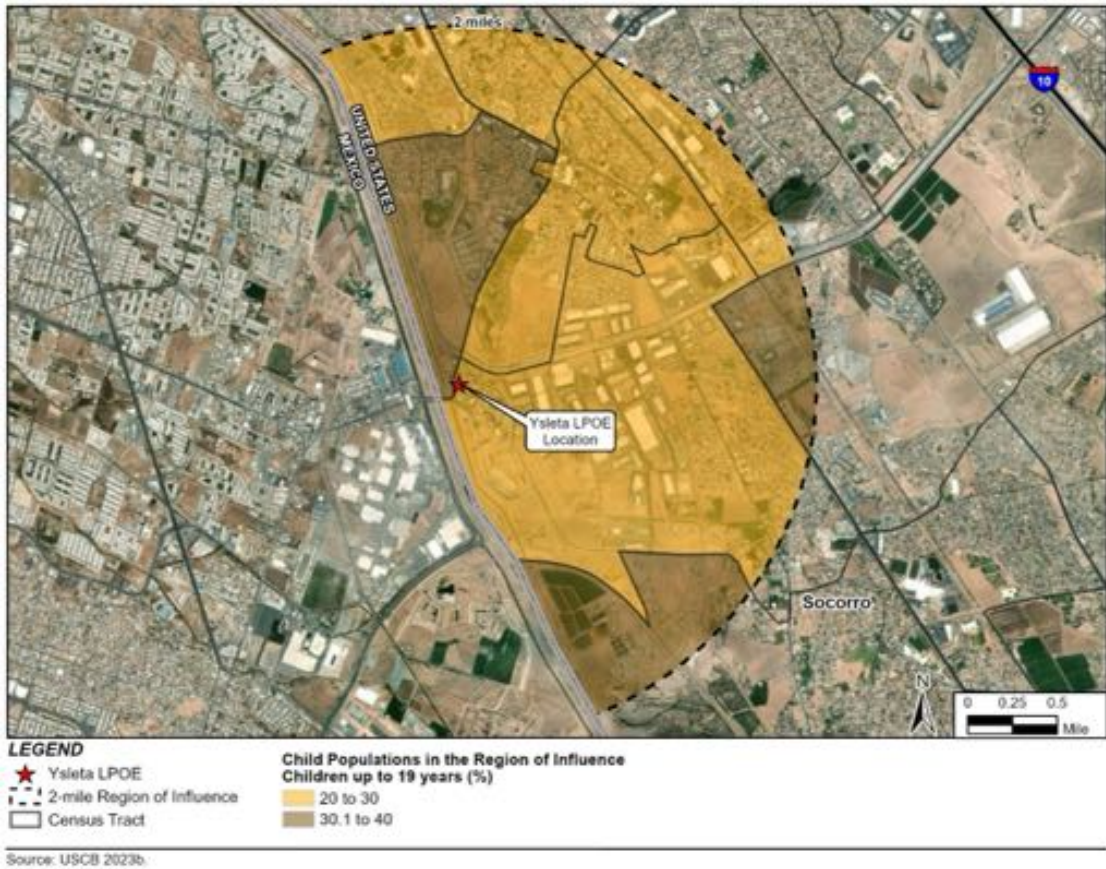 2 miles
10
UNITED STATES
MEXICO
Ysleta LPOE
Location
Socorro
N
0 0.25 0.5
Mile
LEGEND
Ysleta LPOE
2-mile Region of Influence
Census Tract
Child Populations in the Region of Influence
Children up to 19 years (%)
20 to 30
30.1 to 40
Source: USCB 2023b.